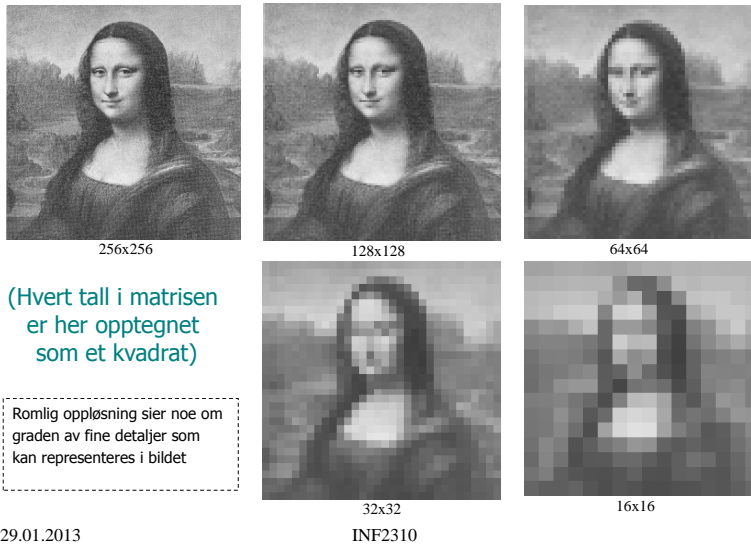 256x256
128x128
64x64
(Hvert tall i matrisen
er her opptegnet
som et kvadrat)
Romlig oppløsning sier noe om
graden av fine detaljer som
kan representeres i bildet
32x32
16x16
29.01.2013
INF2310